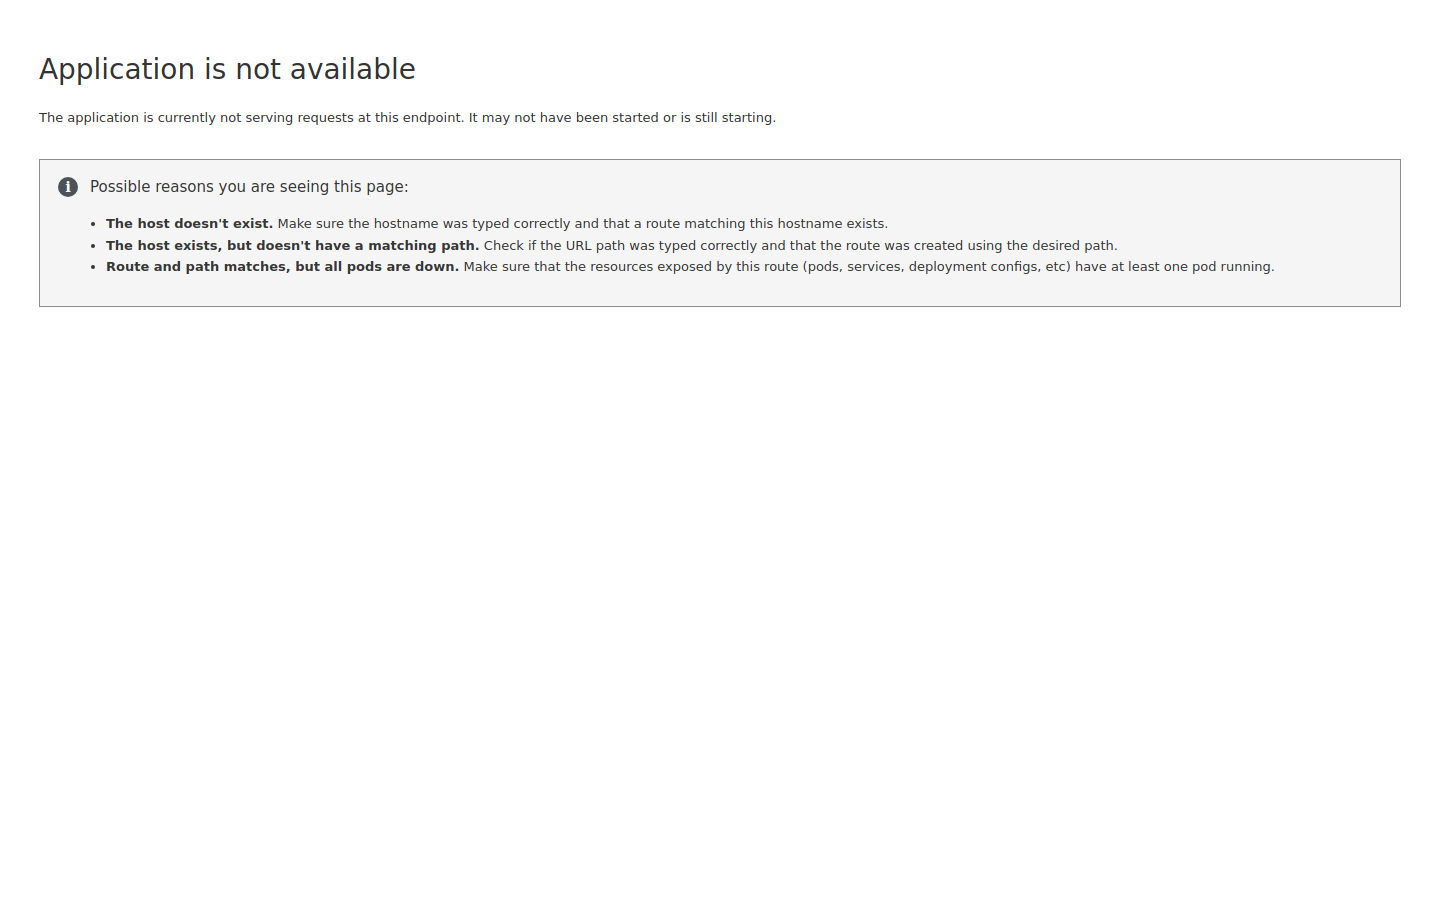 Application is not available
The application is currently not serving requests at this endpoint. It may not have been started or is still starting.
Possible reasons you are seeing this page:
The host doesn't exist. Make sure the hostname was typed correctly and that a route matching this hostname exists.
The host exists, but doesn't have a matching path. Check if the URL path was typed correctly and that the route was created using the desired path.
Route and path matches, but all pods are down. Make sure that the resources exposed by this route (pods, services, deployment configs, etc) have at least one pod running.